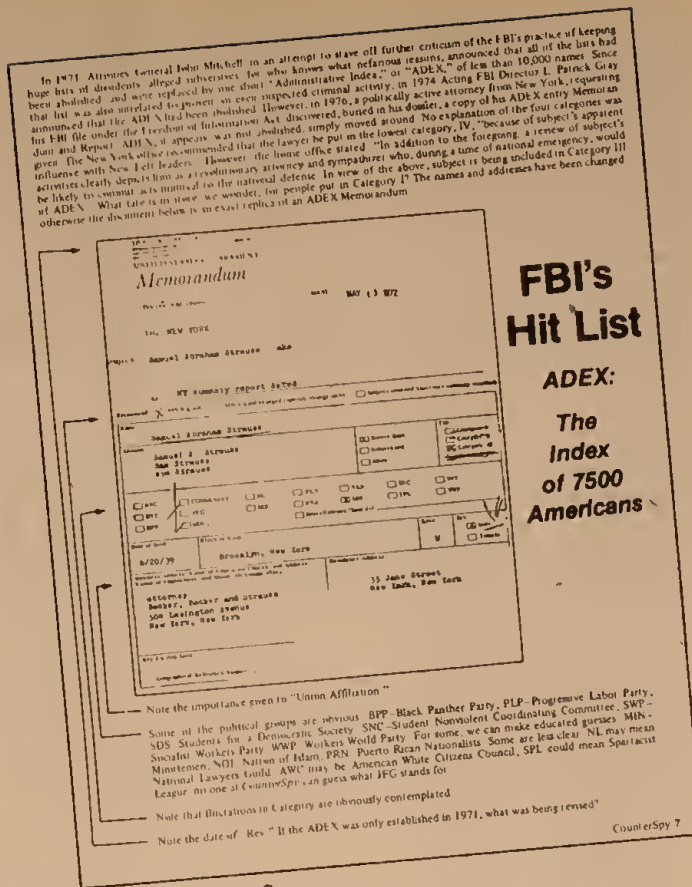 In 1971 Attorney General John Mitchell in an attempt to stave off further criticism of the FBI's practice of keeping
huge lists of dissidents alleged subversives for who knows what nefarious reasons, announced that all of the lists had
been abolished and were replaced by one short "Administrative Index," or "ADEX," of less than 10,000 names. Since
that list was also unrelated to proven or even suspected criminal activity, in 1974 Acting FBI Director L. Patrick Gray
announced that the ADEX had been abolished However, in 1976, a politically active attorney from New York, requesting
his FBI file under the Freedom of Information Act, discovered, buried in his dossier, a copy of his ADEX entry Memoran
dum and Report ADEX, it appears was not abolished, simply moved around No explanation of the four categories was
given The New York office recommended that the lawyer be put in the lowest category, IV, "because of subject's apparent
influence with New Left leaders" However the home office stated "In addition to the foregoing, a review of subject's
activities clearly depicts him as a revolutionary attorney and sympathizer who, during a time of national emergency, would
be likely to commit acts inimical to the national defense In view of the above, subject is being included in Category III
of ADEX" What fate is in store, we wonder, for people put in Category I? The names and addresses have been changed
otherwise the document below is an exact replica of an ADEX Memorandum
Memorandum
MAY 15 1972
NEW YORK
Samuel Abraham Strauss aka
NY summary report dated
Samuel Abraham Strauss
Samuel A Strauss
Sam Strauss
Date of Birth
6/20/39
Brooklyn, New York
W
attorney
Becker, Becker and Strauss
500 Lexington Avenue
New York, New York
35 Jane Street
New York, New York
FBI's
Hit List
ADEX:
The
Index
of 7500
Americans
Note the importance given to "Union Affiliation"
Some of the political groups are obvious BPP-Black Panther Party, PLP-Progressive Labor Party,
SDS Students for a Democratic Society SNC-Student Nonviolent Coordinating Committee, SWP-
Socialist Workers Party WWP Workers World Party For some, we can make educated guesses MIN-
Minutemen, NOI Nation of Islam, PRN Puerto Rican Nationalists Some are less clear NL may mean
National Lawyers Guild AWC may be American White Citizens Council, SPL could mean Spartacist
League no one at CounterSpy can guess what JFG stands for
Note that fluctuations in Category are obviously contemplated
Note the date of Rev." If the ADEX was only established in 1971, what was being revised?
CounterSpy 7